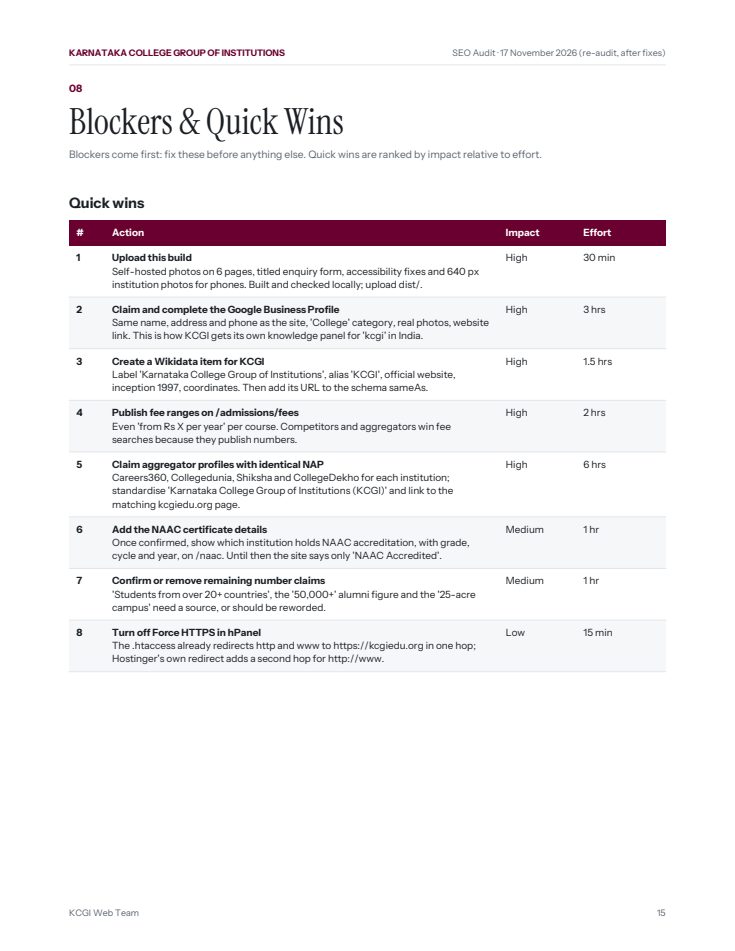 KARNATAKA COLLEGE GROUP OF INSTITUTIONS
SEO Audit · 17 November 2026 (re-audit, after fixes)
08
Blockers & Quick Wins
Blockers come first: fix these before anything else. Quick wins are ranked by impact relative to effort.
Quick wins
# Action Impact Effort
1 Upload this build High 30 min
Self-hosted photos on 6 pages, titled enquiry form, accessibility fixes and 640 px
institution photos for phones. Built and checked locally; upload dist/.
2 Claim and complete the Google Business Profile High 3 hrs
Same name, address and phone as the site, 'College' category, real photos, website
link. This is how KCGI gets its own knowledge panel for 'kcgi' in India.
3 Create a Wikidata item for KCGI High 1.5 hrs
Label 'Karnataka College Group of Institutions', alias 'KCGI', official website,
inception 1997, coordinates. Then add its URL to the schema sameAs.
4 Publish fee ranges on /admissions/fees High 2 hrs
Even 'from Rs X per year' per course. Competitors and aggregators win fee
searches because they publish numbers.
5 Claim aggregator profiles with identical NAP High 6 hrs
Careers360, Collegedunia, Shiksha and CollegeDekho for each institution;
standardise 'Karnataka College Group of Institutions (KCGI)' and link to the
matching kcgiedu.org page.
6 Add the NAAC certificate details Medium 1 hr
Once confirmed, show which institution holds NAAC accreditation, with grade,
cycle and year, on /naac. Until then the site says only 'NAAC Accredited'.
7 Confirm or remove remaining number claims Medium 1 hr
'Students from over 20+ countries', the '50,000+' alumni figure and the '25-acre
campus' need a source, or should be reworded.
8 Turn off Force HTTPS in hPanel Low 15 min
The .htaccess already redirects http and www to https://kcgiedu.org in one hop;
Hostinger's own redirect adds a second hop for http://www.
KCGI Web Team
15